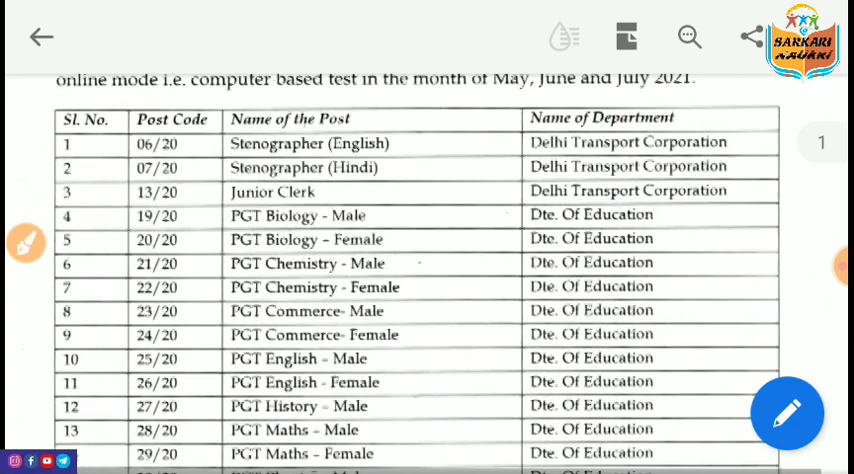 SARKARI
NAUKRI
online mode i.e. computer based test in the month of May, June and July 2021.
Sl. No. Post Code Name of the Post Name of Department
1 06/20 Stenographer (English) Delhi Transport Corporation
2 07/20 Stenographer (Hindi) Delhi Transport Corporation
3 13/20 Junior Clerk Delhi Transport Corporation
4 19/20 PGT Biology - Male Dte. Of Education
5 20/20 PGT Biology - Female Dte. Of Education
6 21/20 PGT Chemistry - Male Dte. Of Education
7 22/20 PGT Chemistry - Female Dte. Of Education
8 23/20 PGT Commerce- Male Dte. Of Education
9 24/20 PGT Commerce- Female Dte. Of Education
10 25/20 PGT English - Male Dte. Of Education
11 26/20 PGT English - Female Dte. Of Education
12 27/20 PGT History - Male Dte. Of Education
13 28/20 PGT Maths - Male Dte. Of Education
29/20 PGT Maths - Female Dte. Of Education
1